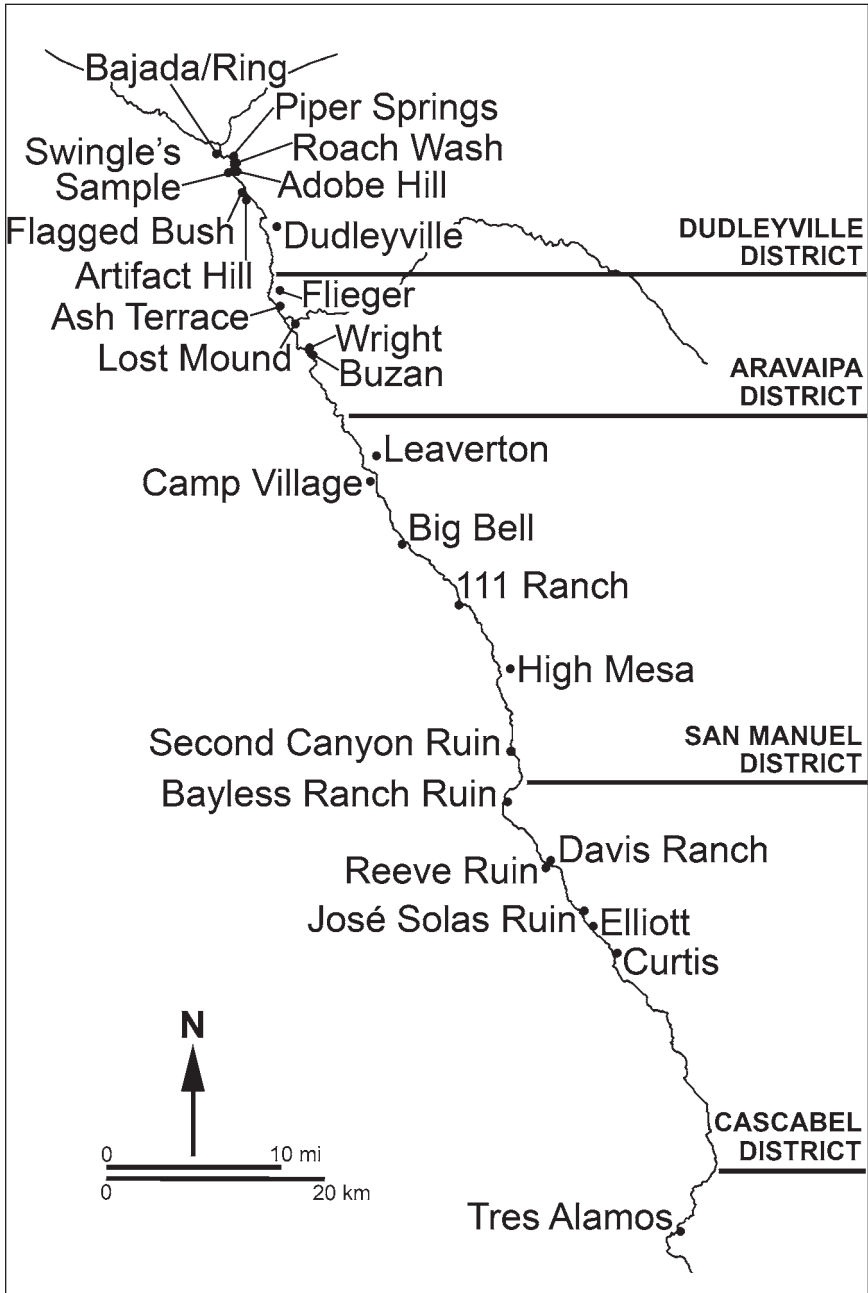 Bajada/Ring
Piper Springs
Swingle's
Sample
Roach Wash
Adobe Hill
Flagged Bush
Dudleyville
DUDLEYVILLE
DISTRICT
Artifact Hill
Flieger
Ash Terrace
Lost Mound
Wright
Buzan
ARAVAIPA
DISTRICT
Leaverton
Camp Village
Big Bell
111 Ranch
High Mesa
Second Canyon Ruin
SAN MANUEL
DISTRICT
Bayless Ranch Ruin
Davis Ranch
Reeve Ruin
José Solas Ruin
Elliott
Curtis
N
CASCABEL
DISTRICT
0 10 mi
0 20 km
Tres Alamos